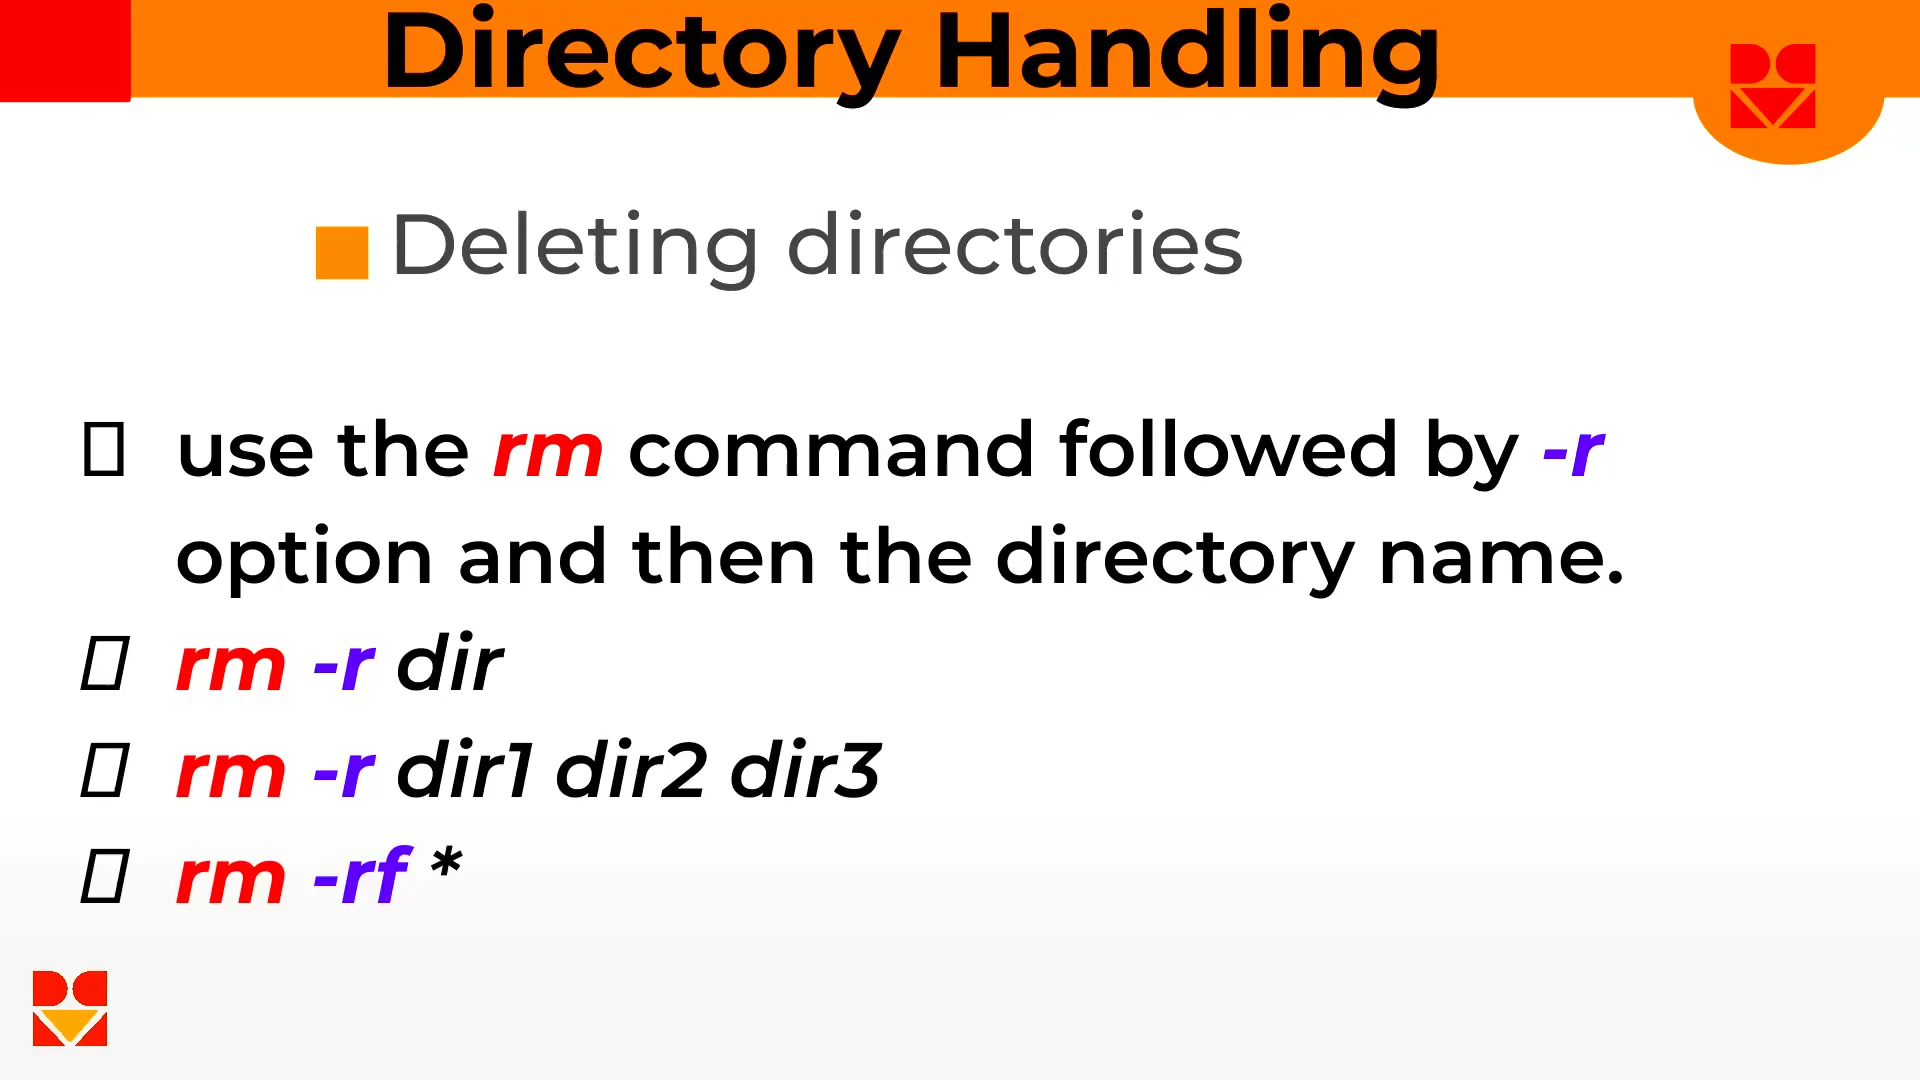 Directory Handling
Deleting directories
use the rm command followed by -r
option and then the directory name.
rm -r dir
rm -r dir1 dir2 dir3
rm -rf *